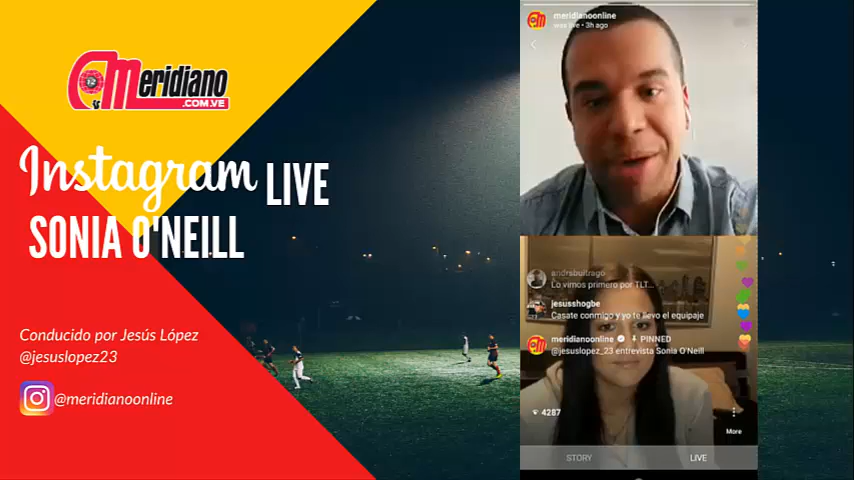 Meridiano
.COM.VE
Instagram LIVE
SONIA O'NEILL
Conducido por Jesús López
@jesuslopez23
@meridianoonline
meridianoonline
3h ago
andrsbuitrago
Lo vimos primero por TLT...
jesusshogbe
Casate conmigo y yo te llevo el equipaje
meridianoonline PINNED
@jesuslopez_23 entrevista Sonia O'Neill
4287
More
STORY LIVE